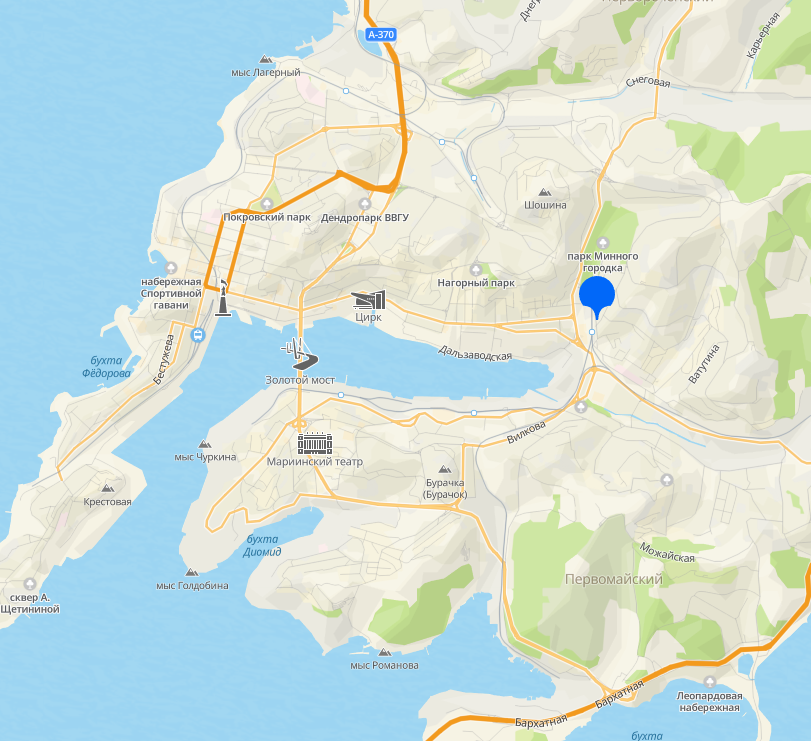 Первореченский
Днепр
Карьерная
А-370
мыс Лагерный
Снеговая
Шошина
Покровский парк
Дендропарк ВВГУ
парк Минного
городка
набережная
Спортивной
гавани
Нагорный парк
Цирк
Бестужева
бухта
Фёдорова
Дальзаводская
Ватутина
Золотой мост
Вилкова
мыс Чуркина
Мариинский театр
Крестовая
Бурачка
(Бурачок)
бухта
Диомид
Можайская
Первомайский
мыс Голдобина
сквер А.
Щетининой
мыс Романова
Леопардовая
набережная
Бархатная
Бархатная
бухта